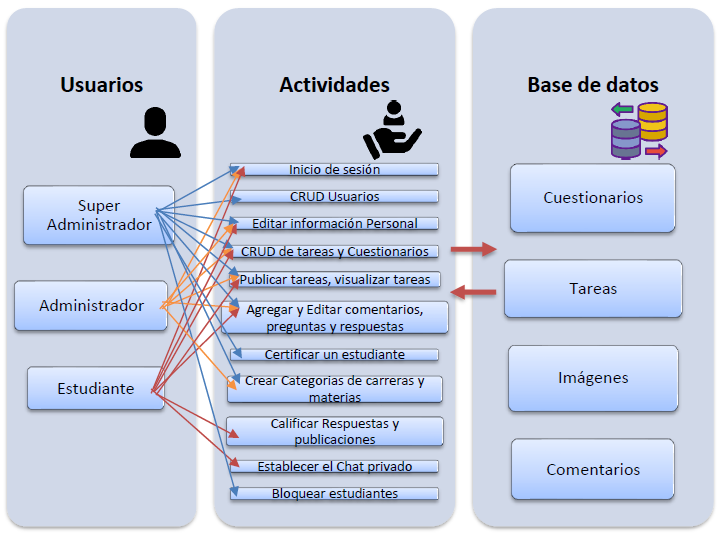 Usuarios
Super
Administrador
Administrador
Estudiante
Actividades
Inicio de sesión
CRUD Usuarios
Editar información Personal
CRUD de tareas y Cuestionarios
Publicar tareas, visualizar tareas
Agregar y Editar comentarios,
preguntas y respuestas
Certificar un estudiante
Crear Categorias de carreras y
materias
Calificar Respuestas y
publicaciones
Establecer el Chat privado
Bloquear estudiantes
Base de datos
Cuestionarios
Tareas
Imágenes
Comentarios